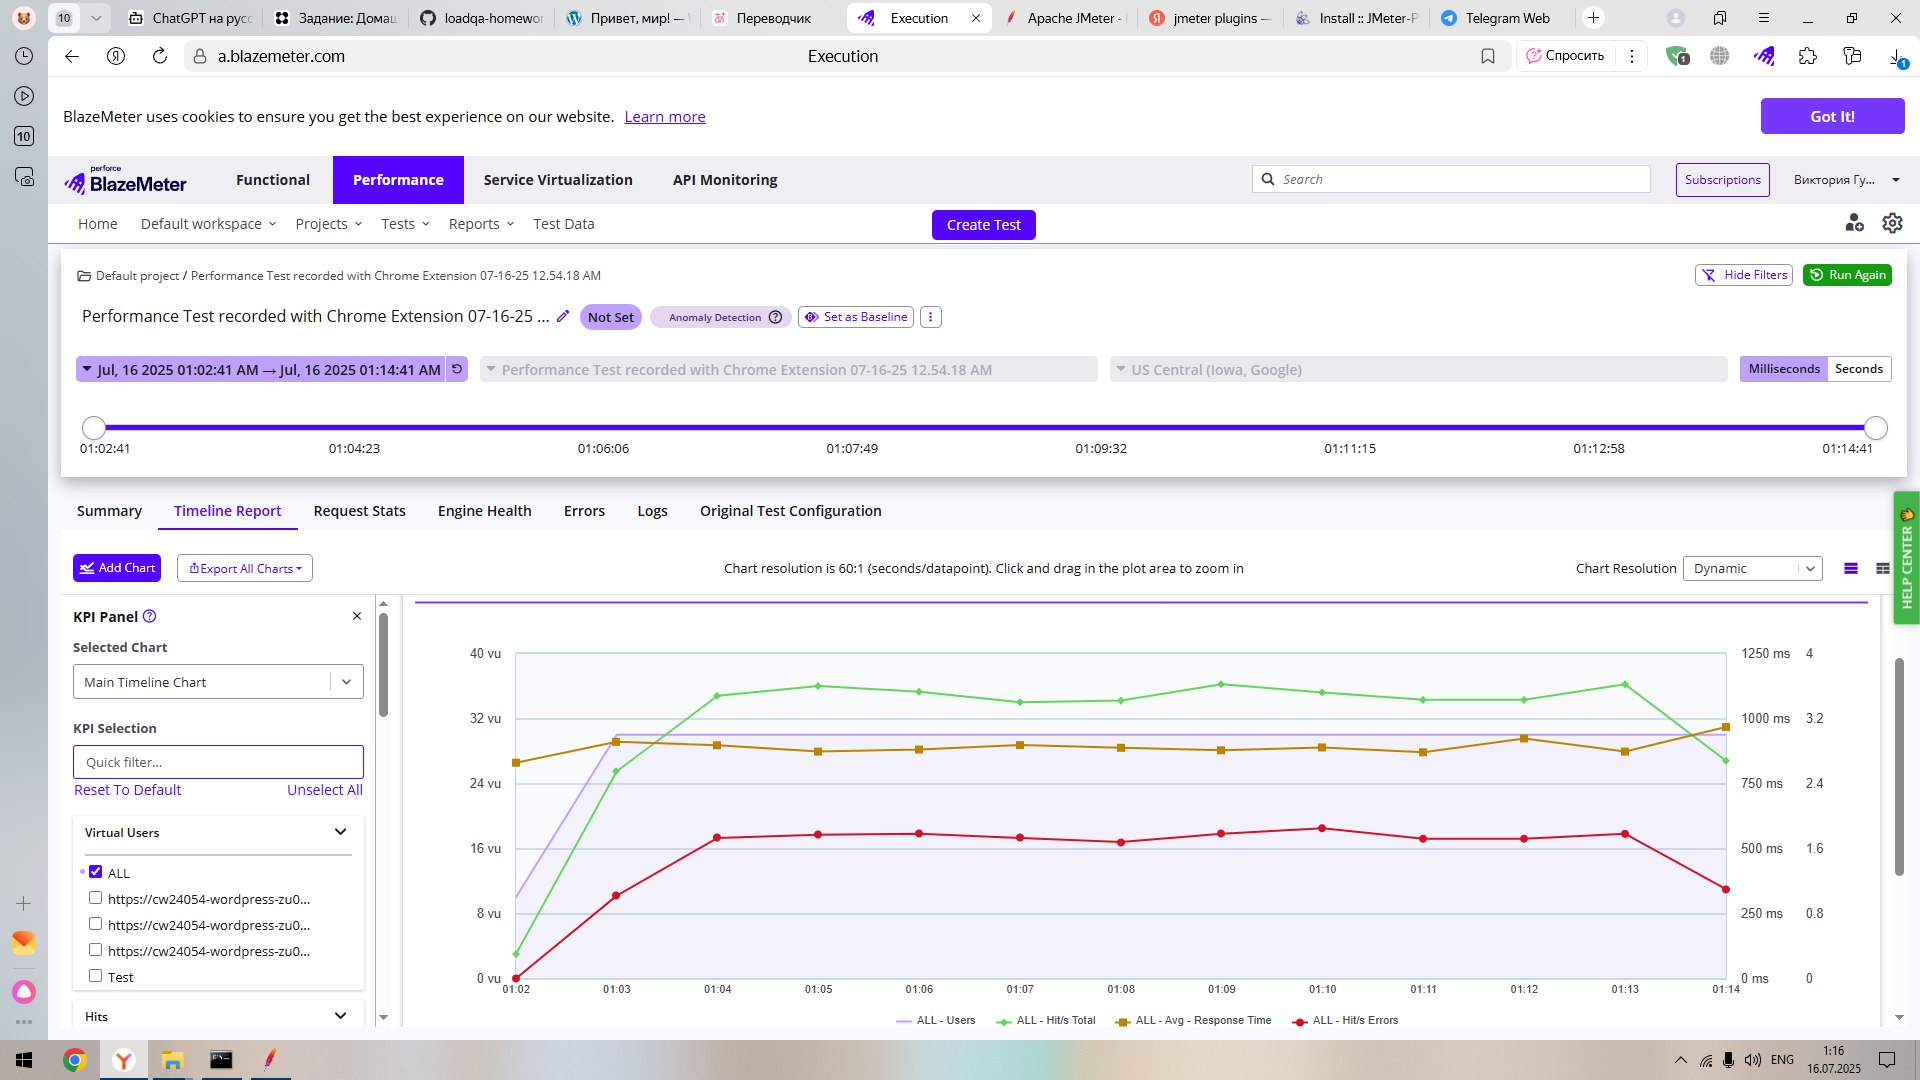 10
ChatGPT на русс
Задание: Дома
loadqa-homewor
Привет, мир! —
Переводчик
Execution
Apache JMeter -
jmeter plugins —
Install :: JMeter-P
Telegram Web
a.blazemeter.com
Execution
Спросить
1
1
10
BlazeMeter uses cookies to ensure you get the best experience on our website. Learn more
Got It!
perforce
BlazeMeter
Functional
Performance
Service Virtualization
API Monitoring
Search
Subscriptions
Виктория Гу...
Home
Default workspace
Projects
Tests
Reports
Test Data
Create Test
Default project / Performance Test recorded with Chrome Extension 07-16-25 12.54.18 AM
Hide Filters
Run Again
Performance Test recorded with Chrome Extension 07-16-25 ...
Not Set
Anomaly Detection
Set as Baseline
Jul, 16 2025 01:02:41 AM → Jul, 16 2025 01:14:41 AM
Performance Test recorded with Chrome Extension 07-16-25 12.54.18 AM
US Central (Iowa, Google)
Milliseconds
Seconds
01:02:41
01:04:23
01:06:06
01:07:49
01:09:32
01:11:15
01:12:58
01:14:41
Summary
Timeline Report
Request Stats
Engine Health
Errors
Logs
Original Test Configuration
HELP CENTER
Add Chart
Export All Charts
Chart resolution is 60:1 (seconds/datapoint). Click and drag in the plot area to zoom in
Chart Resolution
Dynamic
KPI Panel
Selected Chart
Main Timeline Chart
KPI Selection
Quick filter...
Reset To Default
Unselect All
Virtual Users
ALL
https://cw24054-wordpress-zu0...
https://cw24054-wordpress-zu0...
https://cw24054-wordpress-zu0...
Test
Hits
40 vu
32 vu
24 vu
16 vu
8 vu
0 vu
1250 ms 4
1000 ms 3.2
750 ms 2.4
500 ms 1.6
250 ms 0.8
0 ms 0
01:02
01:03
01:04
01:05
01:06
01:07
01:08
01:09
01:10
01:11
01:12
01:13
01:14
ALL - Users
ALL - Hit/s Total
ALL - Avg - Response Time
ALL - Hit/s Errors
ENG
1:16
16.07.2025